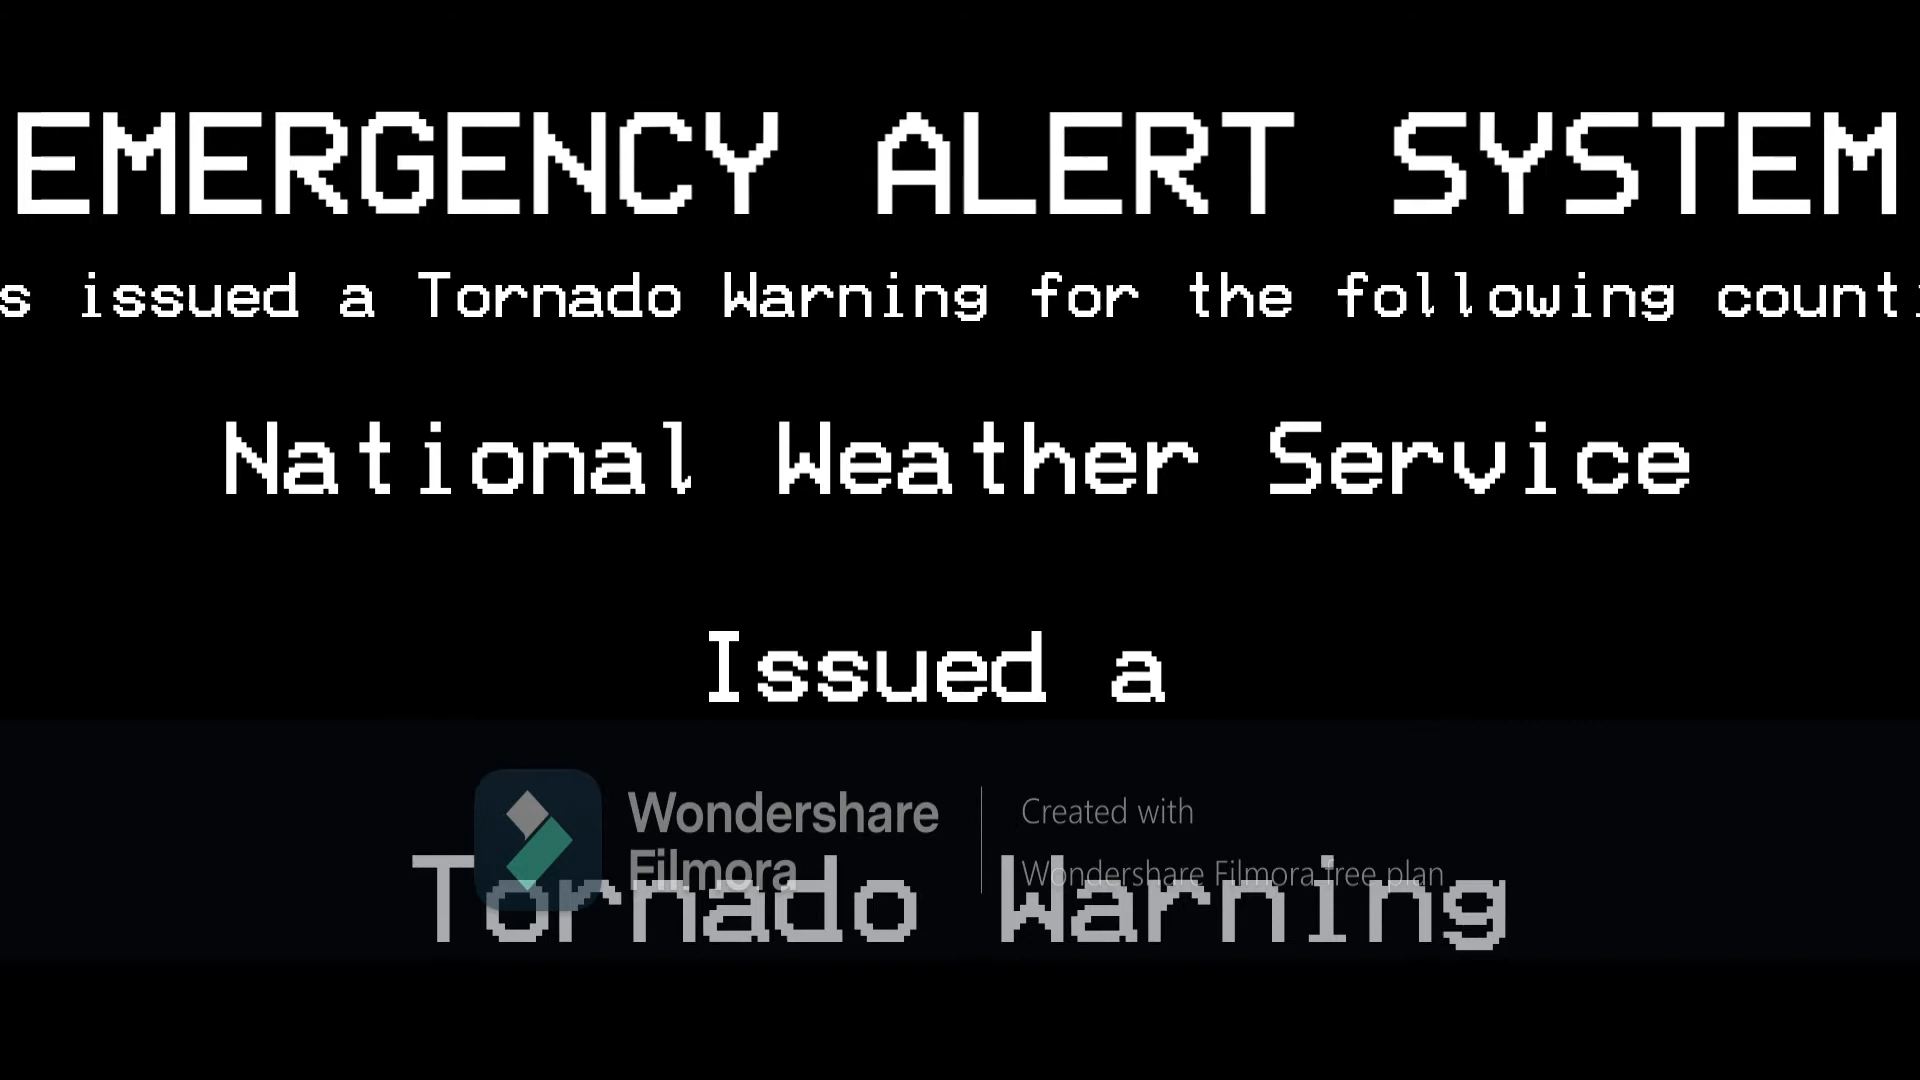 EMERGENCY ALERT SYSTEM
s issued a Tornado Warning for the following counti
National Weather Service
Issued a
Wondershare
Filmora
Created with
Wondershare Filmora free plan
Tornado Warning